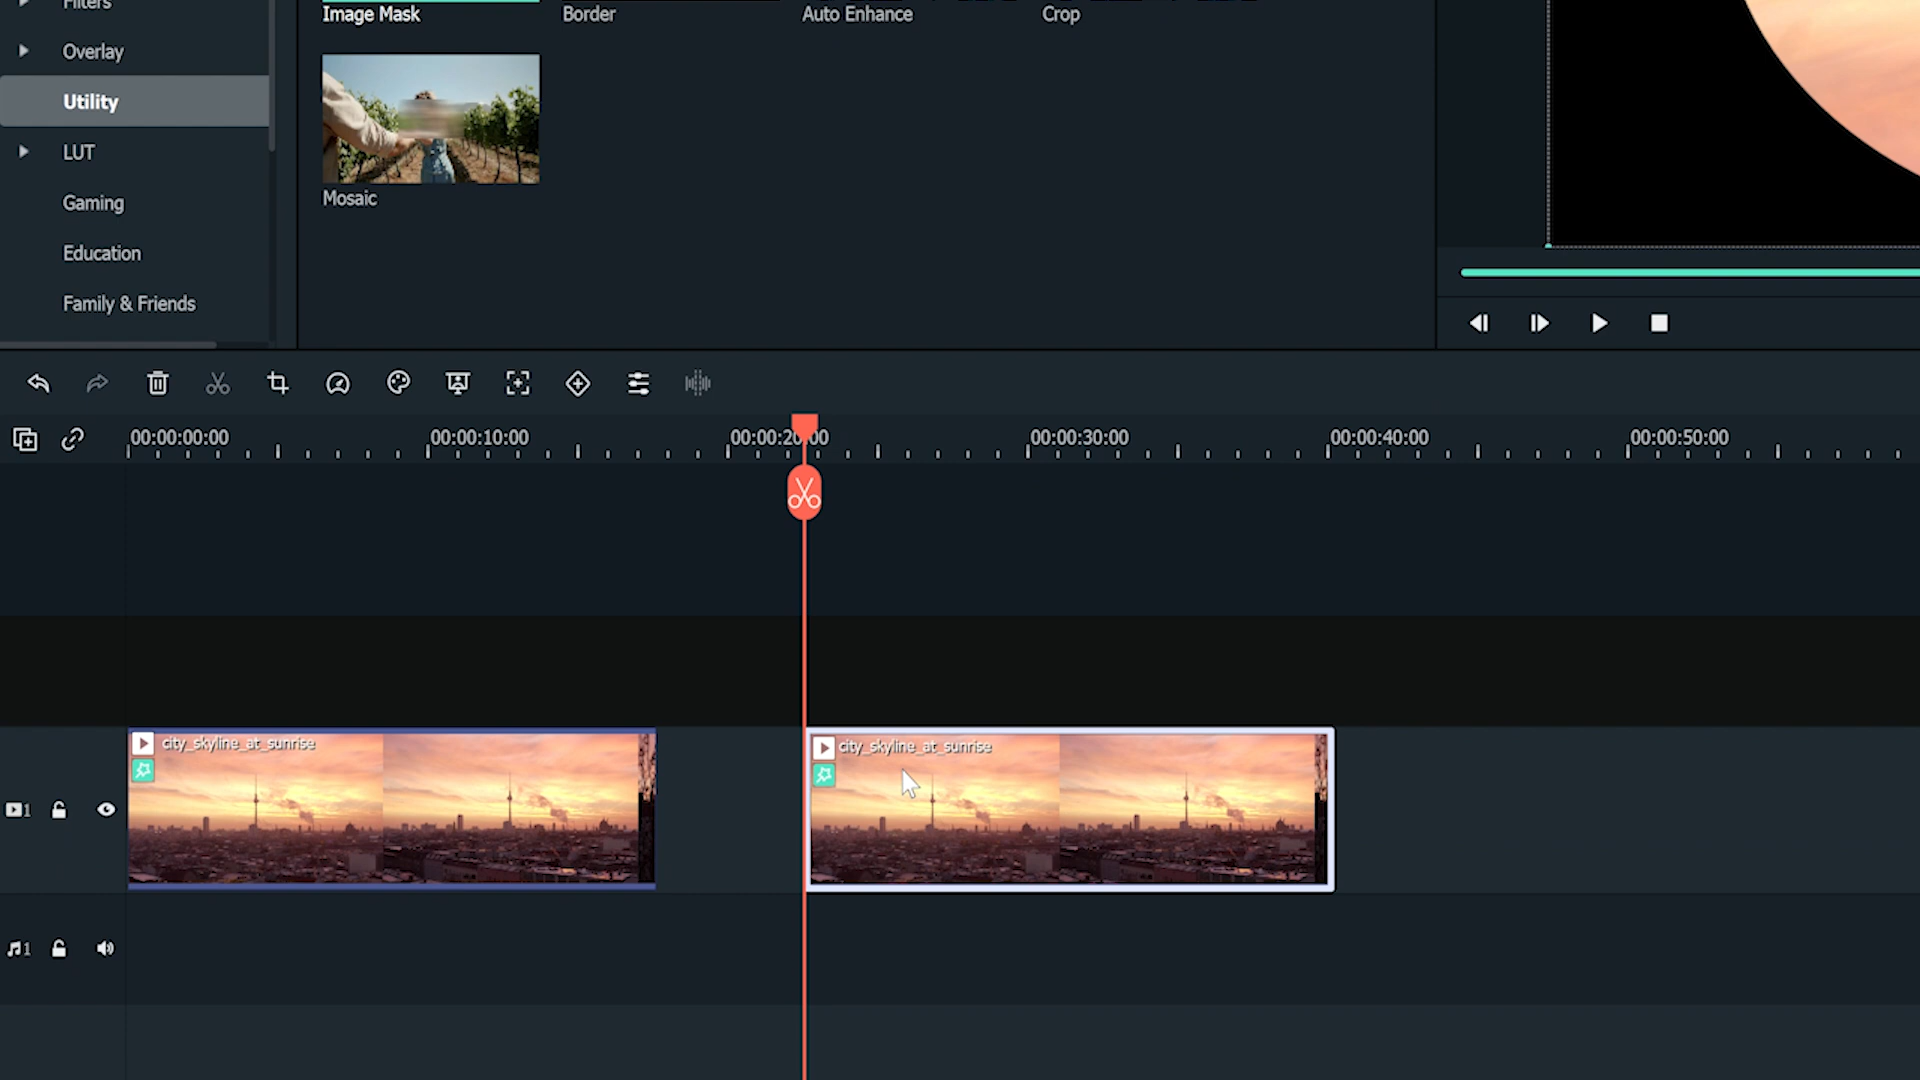 Filters
Image Mask
Border
Auto Enhance
Crop
Overlay
Utility
LUT
Mosaic
Gaming
Education
Family & Friends
00:00:00:00
00:00:10:00
00:00:20:00
00:00:30:00
00:00:40:00
00:00:50:00
city_skyline_at_sunrise
city_skyline_at_sunrise
1
1